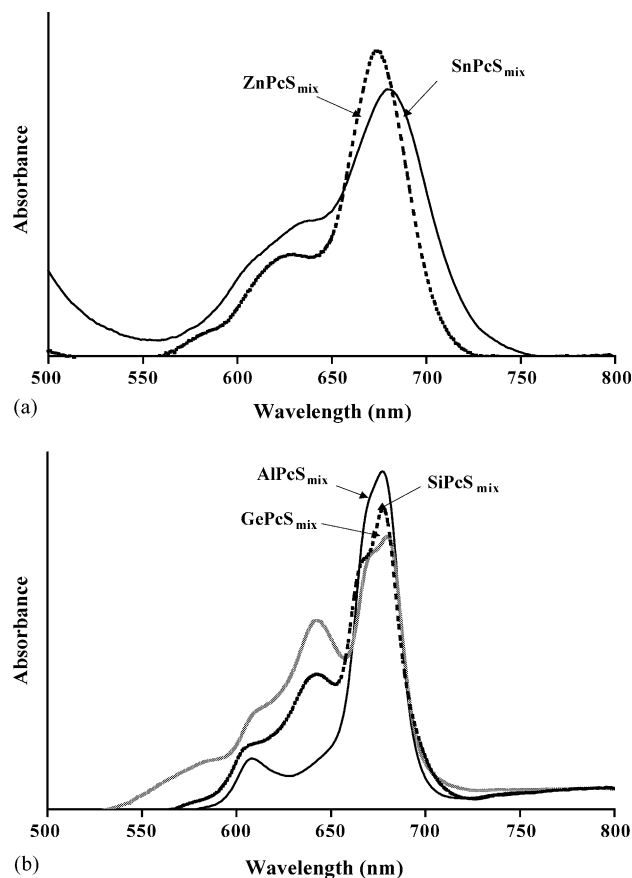 SnPcSmix
ZnPcSmix
Absorbance
500 550 600 650 700 750 800
(a)
Wavelength (nm)
AlPcSmix
SiPcSmix
GePcSmix
Absorbance
500 550 600 650 700 750 800
(b)
Wavelength (nm)